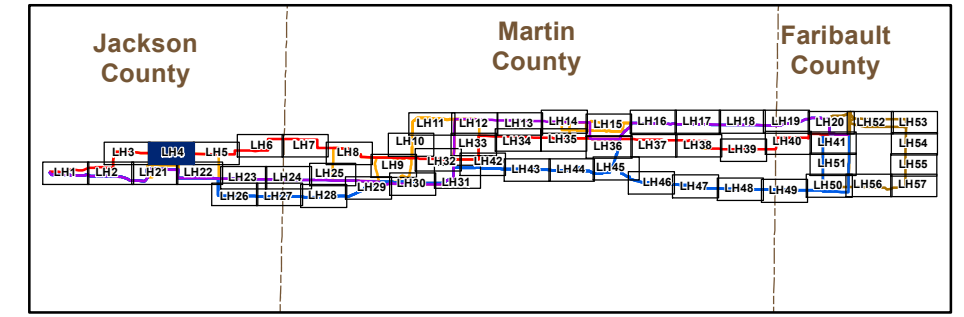 Jackson
County
Martin
County
Faribault
County
LH11 LH12 LH13 LH14 LH15 LH16 LH17 LH18 LH19 LH20 LH52 LH53
LH3 LH4 LH5 LH6 LH7 LH8 LH10 LH33 LH34 LH35 LH36 LH37 LH38 LH39 LH40 LH41 LH54
LH1 LH2 LH21 LH22 LH23 LH24 LH25 LH9 LH32 LH42 LH43 LH44 LH45 LH51 LH55
LH26 LH27 LH28 LH29 LH30 LH31 LH46 LH47 LH48 LH49 LH50 LH56 LH57